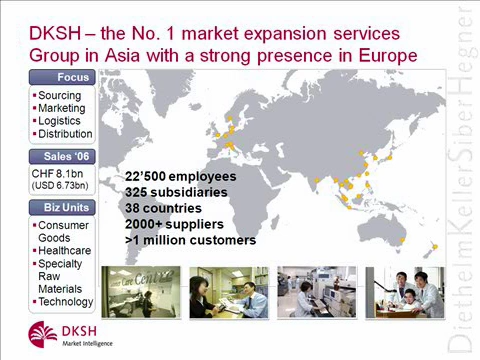 DKSH – the No. 1 market expansion services
Group in Asia with a strong presence in Europe
Focus
Sourcing
Marketing
Logistics
Distribution
Sales ‘06
CHF 8.1bn
(USD 6.73bn)
Biz Units
Consumer
Goods
Healthcare
Specialty
Raw
Materials
Technology
22’500 employees
325 subsidiaries
38 countries
2000+ suppliers
>1 million customers
Care Center
DiethelmKellerSiberHegner
DKSH
Market Intelligence